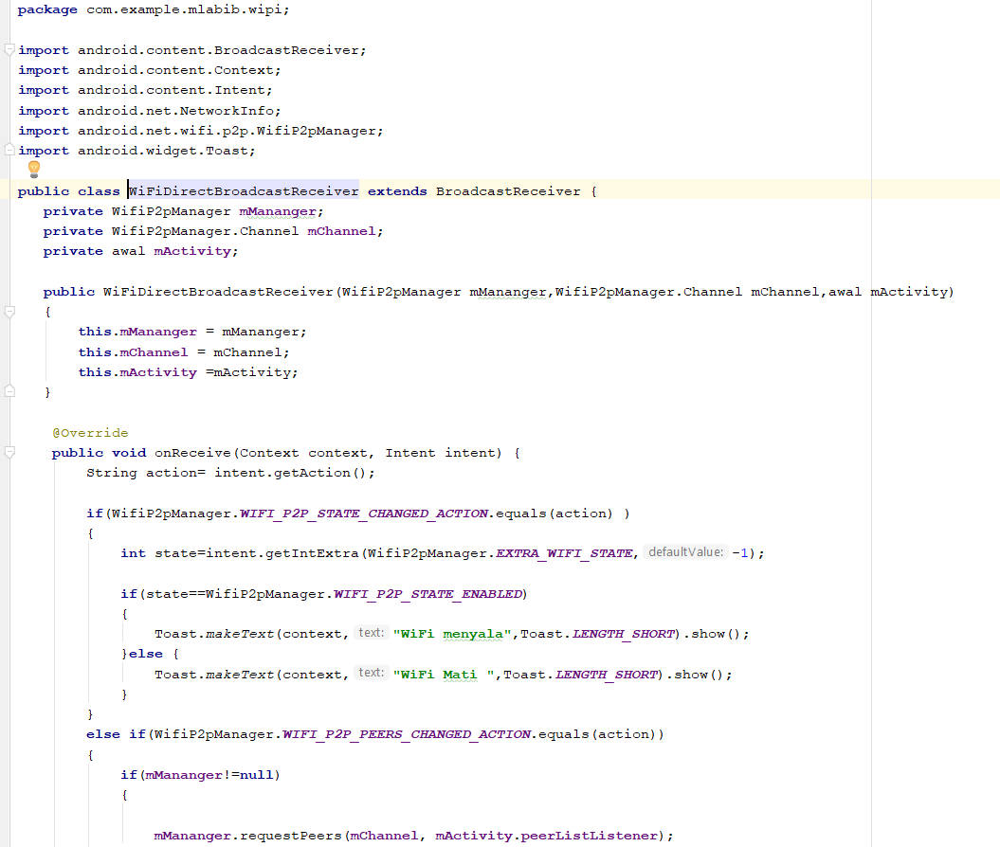 package com.example.mlabib.wipi;
import android.content.BroadcastReceiver;
import android.content.Context;
import android.content.Intent;
import android.net.NetworkInfo;
import android.net.wifi.p2p.WifiP2pManager;
import android.widget.Toast;
public class WiFiDirectBroadcastReceiver extends BroadcastReceiver {
private WifiP2pManager mMananger;
private WifiP2pManager.Channel mChannel;
private awal mActivity;
public WiFiDirectBroadcastReceiver(WifiP2pManager mMananger,WifiP2pManager.Channel mChannel,awal mActivity)
{
this.mMananger = mMananger;
this.mChannel = mChannel;
this.mActivity =mActivity;
}
@Override
public void onReceive(Context context, Intent intent) {
String action= intent.getAction();
if(WifiP2pManager.WIFI_P2P_STATE_CHANGED_ACTION.equals(action) )
{
int state=intent.getIntExtra(WifiP2pManager.EXTRA_WIFI_STATE, defaultValue: -1);
if(state==WifiP2pManager.WIFI_P2P_STATE_ENABLED)
{
Toast.makeText(context, text: "WiFi menyala",Toast.LENGTH_SHORT).show();
}else {
Toast.makeText(context, text: "WiFi Mati ",Toast.LENGTH_SHORT).show();
}
}
else if(WifiP2pManager.WIFI_P2P_PEERS_CHANGED_ACTION.equals(action))
{
if(mMananger!=null)
{
mMananger.requestPeers(mChannel, mActivity.peerListListener);